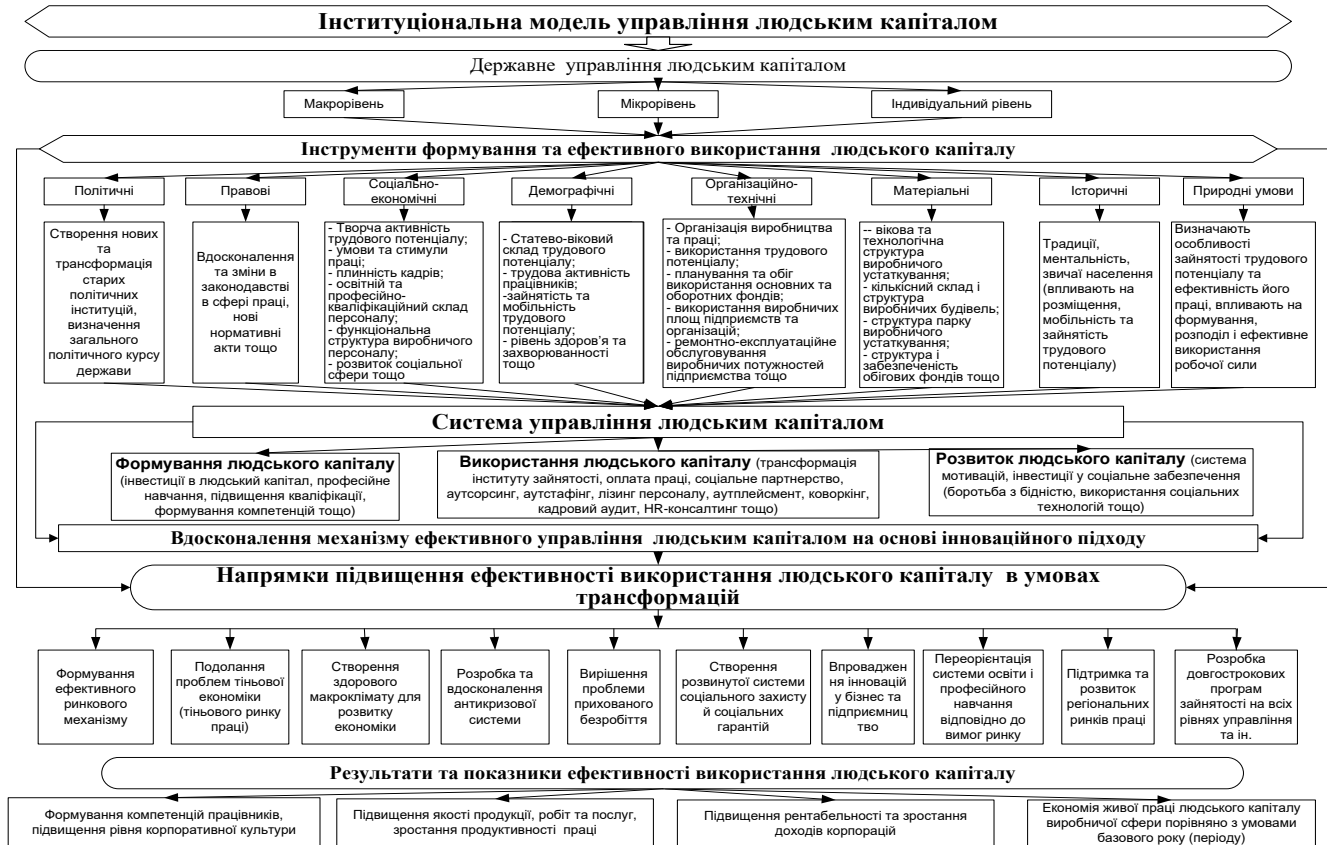 Інституціональна модель управління людським капіталом
Державне управління людським капіталом
Макрорівень
Мікрорівень
Індивідуальний рівень
Інструменти формування та ефективного використання людського капіталу
Політичні
Правові
Соціально-
економічні
Демографічні
Організаційно-
технічні
Матеріальні
Історичні
Природні умови
Створення нових
та
трансформація
старих
політичних
інституцій,
визначення
загального
політичного курсу
держави
Вдосконалення
та зміни в
законодавстві
в сфері праці,
нові
нормативні
акти тощо
- Творча активність
трудового потенціалу;
- умови та стимули
праці;
- плинність кадрів;
- освітній та
професійно-
кваліфікаційний склад
персоналу;
- функціональна
структура виробничого
персоналу;
- розвиток соціальної
сфери тощо
- Статево-віковий
склад трудового
потенціалу;
- трудова активність
працівників;
-зайнятість та
мобільність
трудового
потенціалу;
- рівень здоров’я та
захворюваності
тощо
- Організація виробництва
та праці;
- використання трудового
потенціалу;
- планування та обіг
використання основних та
оборотних фондів;
- використання виробничих
площ підприємств та
організацій;
- ремонтно-експлуатаційне
обслуговування
виробничих потужностей
підприємства тощо
-- вікова та
технологічна
структура
виробничого
устаткування;
- кількісний склад і
структура
виробничих будівель;
- структура парку
виробничого
устаткування;
- структура і
забезпеченість
обігових фондів тощо
Традиції,
ментальність,
звичаї населення
(впливають на
розміщення,
мобільність та
зайнятість
трудового
потенціалу)
Визначають
особливості
зайнятості трудового
потенціалу та
ефективність його
праці, впливають на
формування,
розподіл і ефективне
використання
робочої сили
Система управління людським капіталом
Формування людського капіталу
(інвестиції в людський капітал, професійне
навчання, підвищення кваліфікації,
формування компетенцій тощо)
Використання людського капіталу (трансформація
інституту зайнятості, оплата праці, соціальне партнерство,
аутсорсинг, аутстафінг, лізинг персоналу, аутплейсмент, коворкінг,
кадровий аудит, HR-консалтинг тощо)
Розвиток людського капіталу (система
мотивацій, інвестиції у соціальне забезпечення
(боротьба з бідністю, використання соціальних
технологій тощо)
Вдосконалення механізму ефективного управління людським капіталом на основі інноваційного підходу
Напрямки підвищення ефективності використання людського капіталу в умовах
трансформацій
Формування
ефективного
ринкового
механізму
Подолання
проблем тіньової
економіки
(тіньового ринку
праці)
Створення
здорового
макроклімату для
розвитку
економіки
Розробка та
вдосконалення
антикризової
системи
Вирішення
проблеми
прихованого
безробіття
Створення
розвинутої системи
соціального захисту
й соціальних
гарантій
Впроваджен
ня інновацій
у бізнес та
підприємниц
тво
Переорієнтація
системи освіти і
професійного
навчання
відповідно до
вимог ринку
Підтримка та
розвиток
регіональних
ринків праці
Розробка
довгострокових
програм
зайнятості на всіх
рівнях управління
та ін.
Результати та показники ефективності використання людського капіталу
Формування компетенцій працівників,
підвищення рівня корпоративної культури
Підвищення якості продукції, робіт та послуг,
зростання продуктивності праці
Підвищення рентабельності та зростання
доходів корпорацій
Економія живої праці людського капіталу
виробничої сфери порівняно з умовами
базового року (періоду)